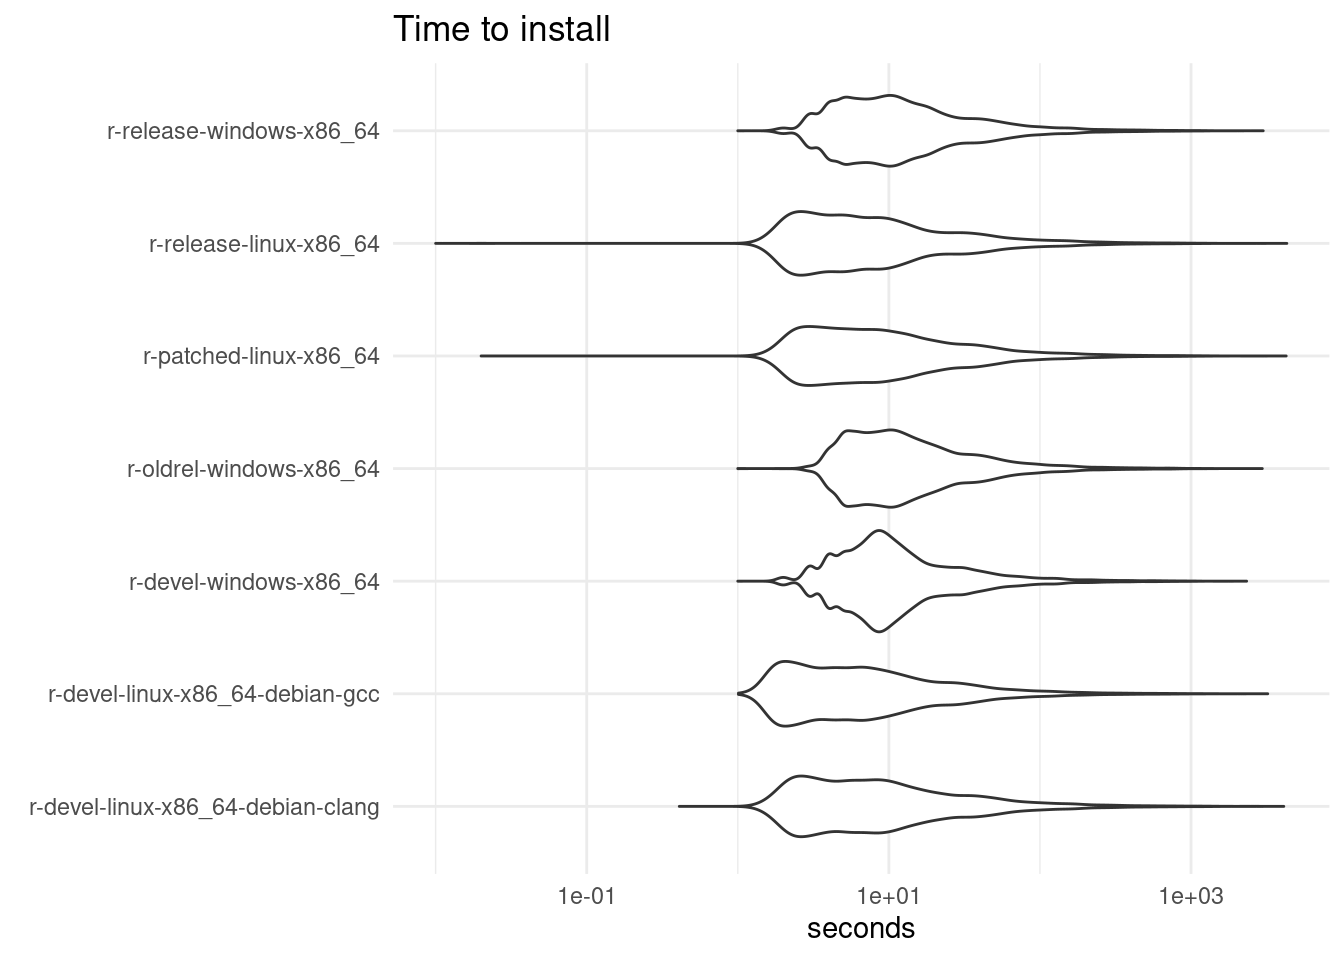 Time to install
r-release-windows-x86_64
r-release-linux-x86_64
r-patched-linux-x86_64
r-oldrel-windows-x86_64
r-devel-windows-x86_64
r-devel-linux-x86_64-debian-gcc
r-devel-linux-x86_64-debian-clang
1e-01 1e+01 1e+03
seconds